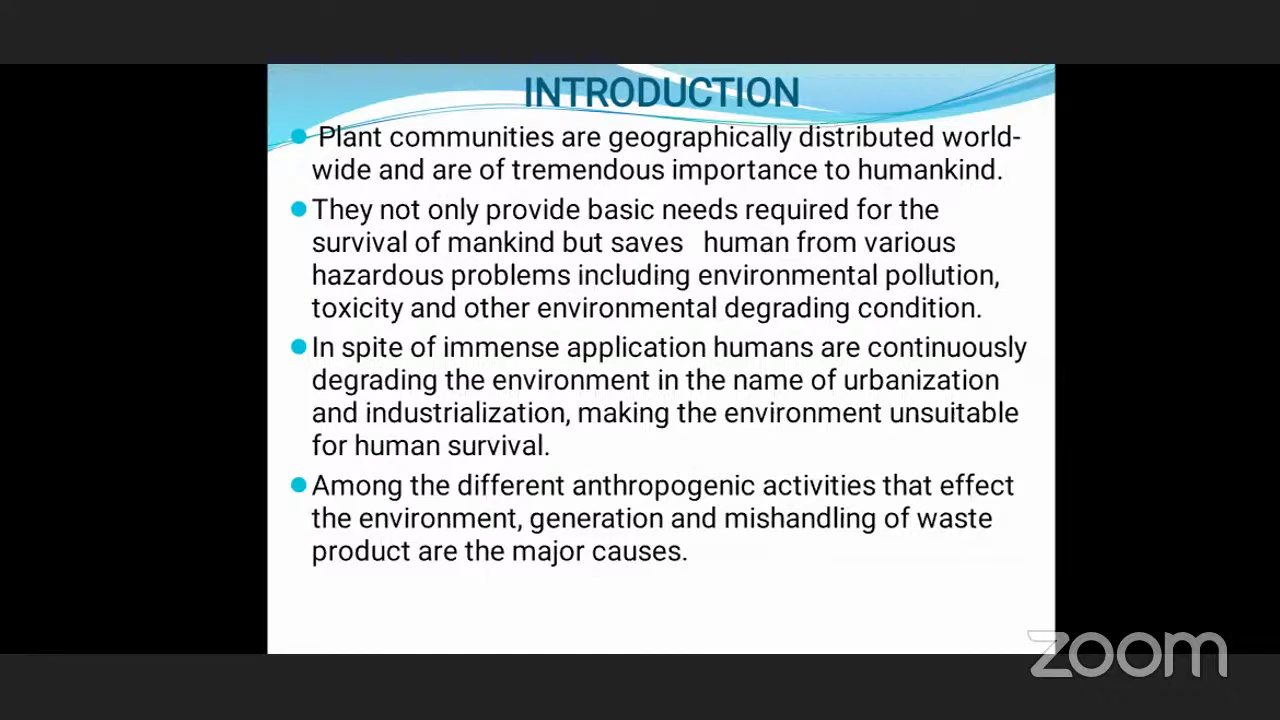 INTRODUCTION
Plant communities are geographically distributed world-
wide and are of tremendous importance to humankind.
They not only provide basic needs required for the
survival of mankind but saves human from various
hazardous problems including environmental pollution,
toxicity and other environmental degrading condition.
In spite of immense application humans are continuously
degrading the environment in the name of urbanization
and industrialization, making the environment unsuitable
for human survival.
Among the different anthropogenic activities that effect
the environment, generation and mishandling of waste
product are the major causes.
zoom